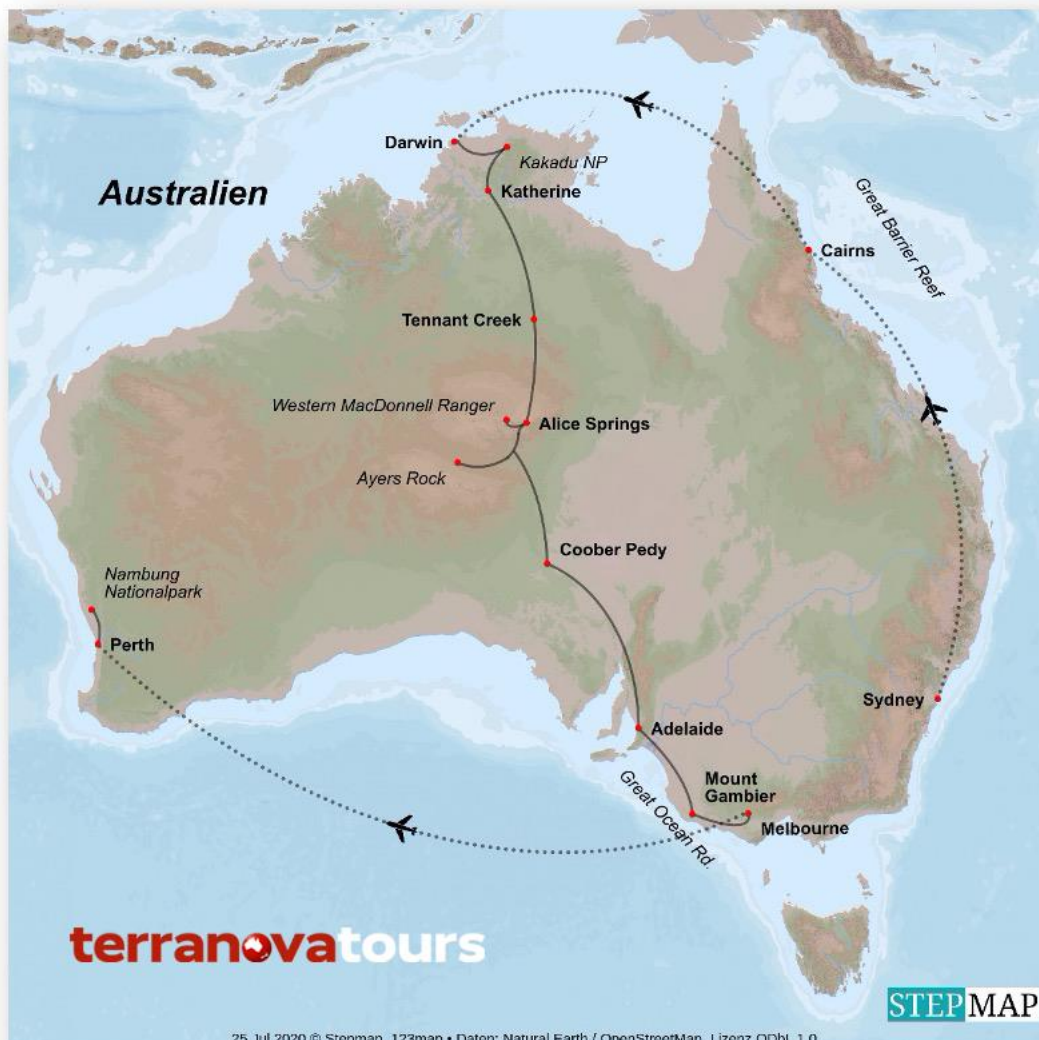 Darwin
Kakadu NP
Australien
Katherine
Great Barrier Reef
Cairns
Tennant Creek
Western MacDonnell Ranger
Alice Springs
Ayers Rock
Coober Pedy
Nambung
Nationalpark
Perth
Sydney
Adelaide
Mount
Gambier
Great Ocean Rd.
Melbourne
terranovatours
STEPMAP
25 Jul 2020 © Stepmap, 123map • Daten: Natural Earth / OpenStreetMap, Lizenz ODbL 1.0